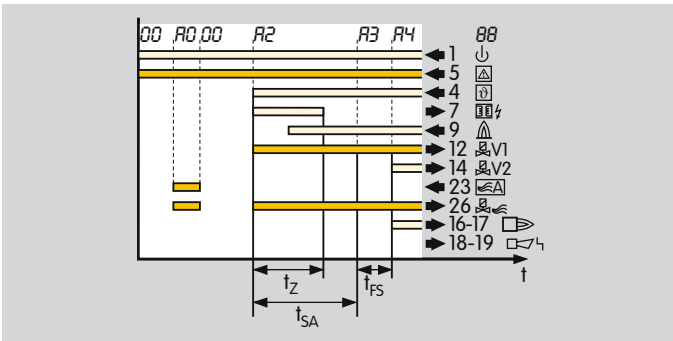 00 A0 00 A2 A3 A4 88
1
5
4 ϑ
7
9
12 V1
14 V2
23 A
26
16-17
18-19
t
tZ tFS
tSA